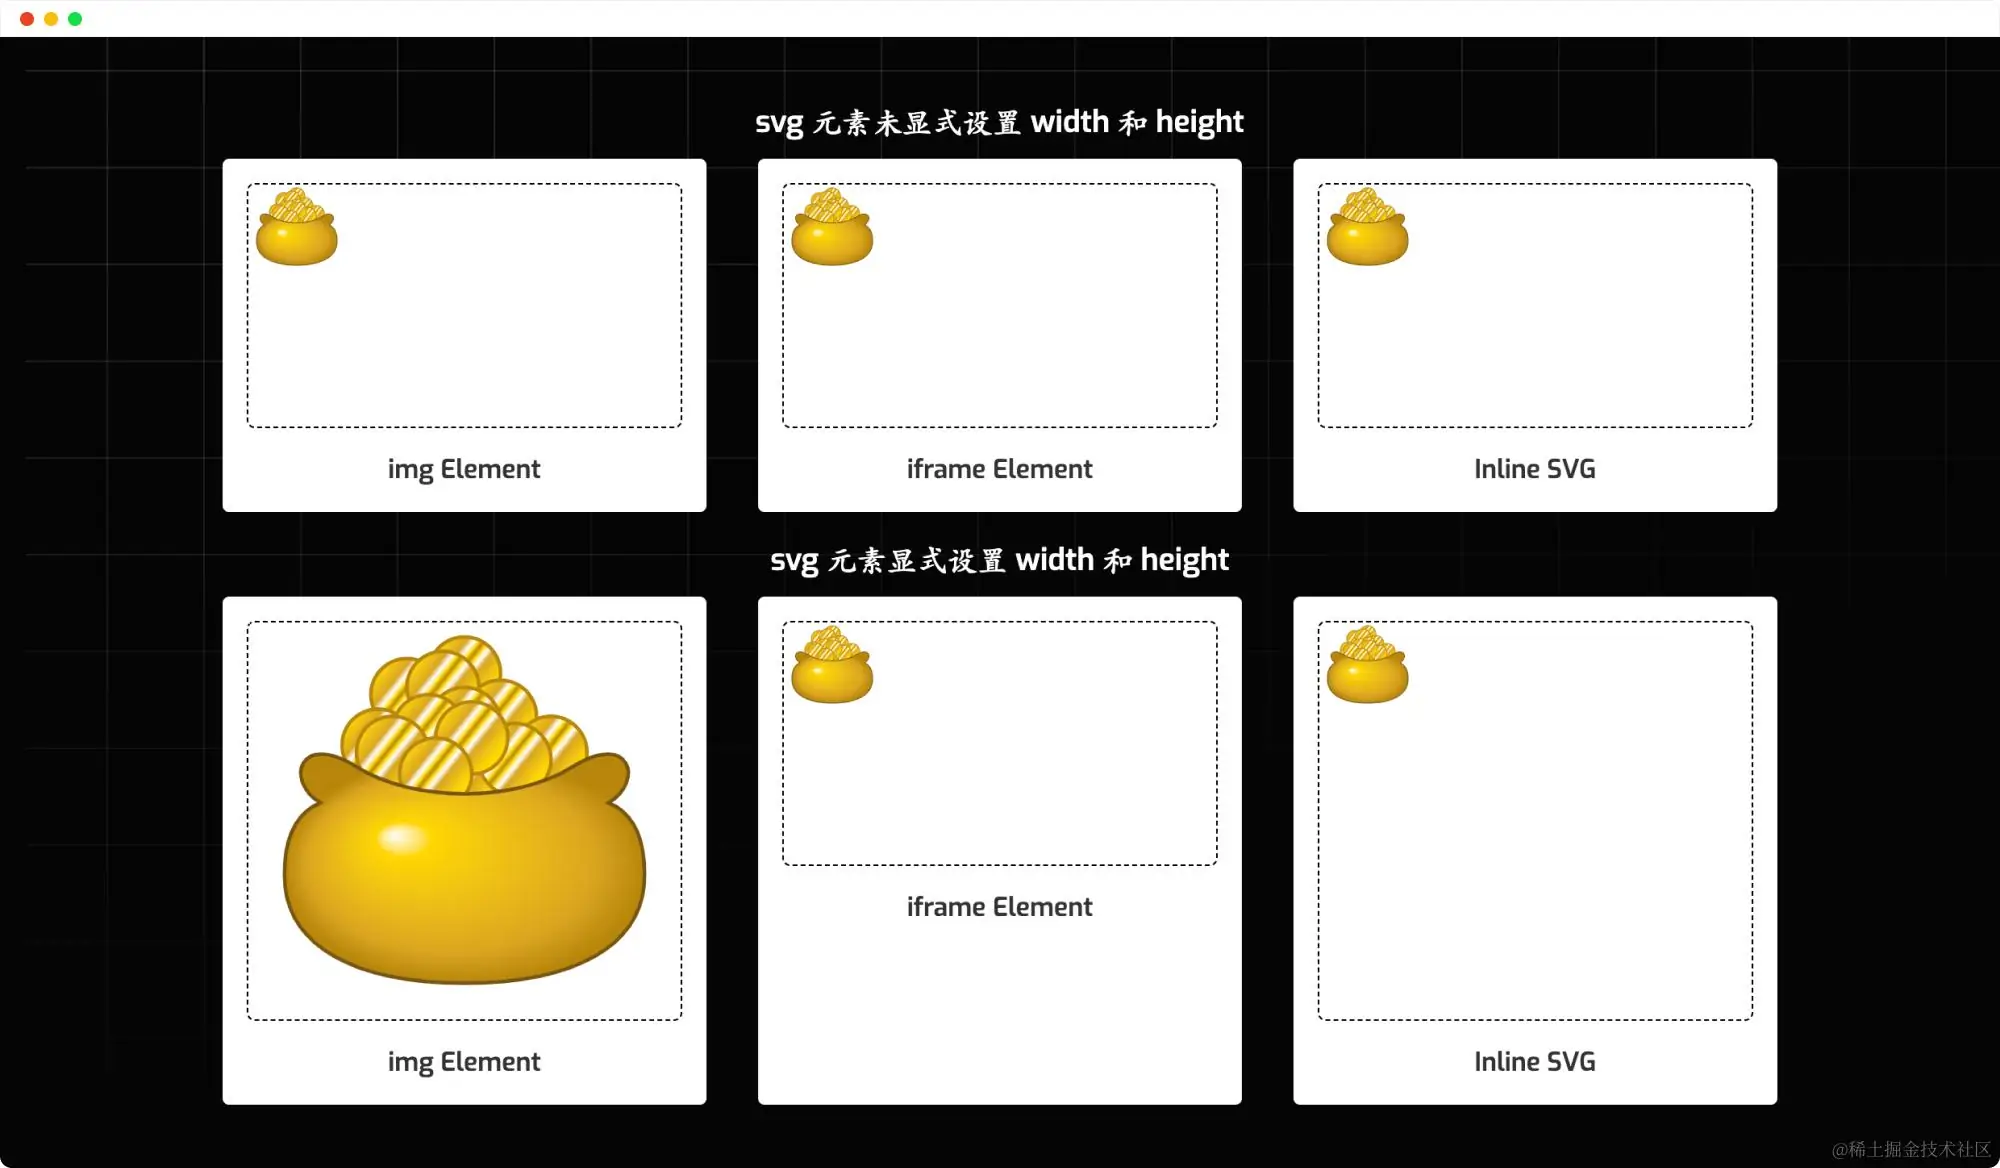 svg 元素未显式设置 width 和 height
img Element
iframe Element
Inline SVG
svg 元素显式设置 width 和 height
img Element
iframe Element
Inline SVG
@稀土掘金技术社区